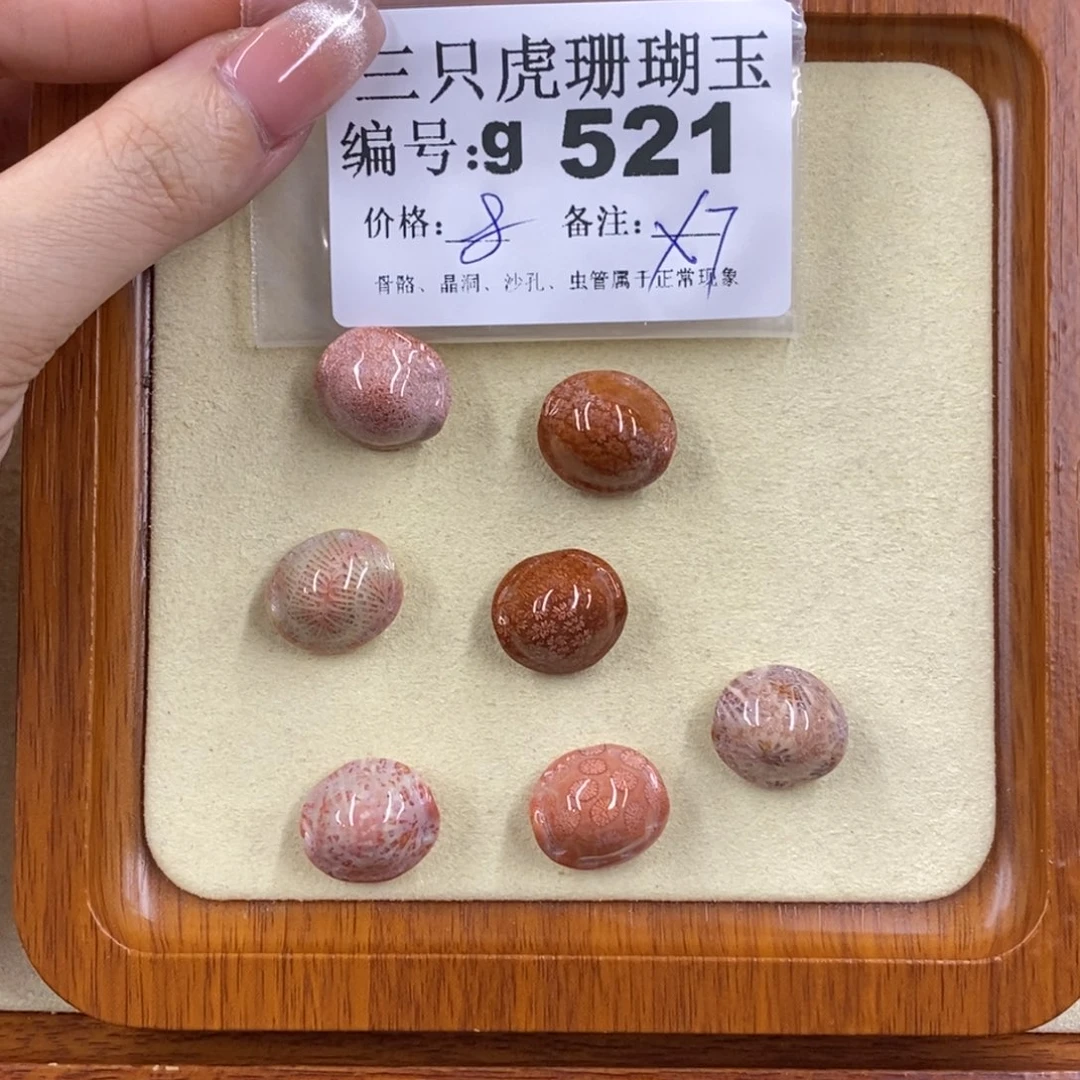 三只虎珊瑚玉
编号:g 521
价格: 8 备注: X7
骨骼、晶洞、沙孔、虫管属于正常现象